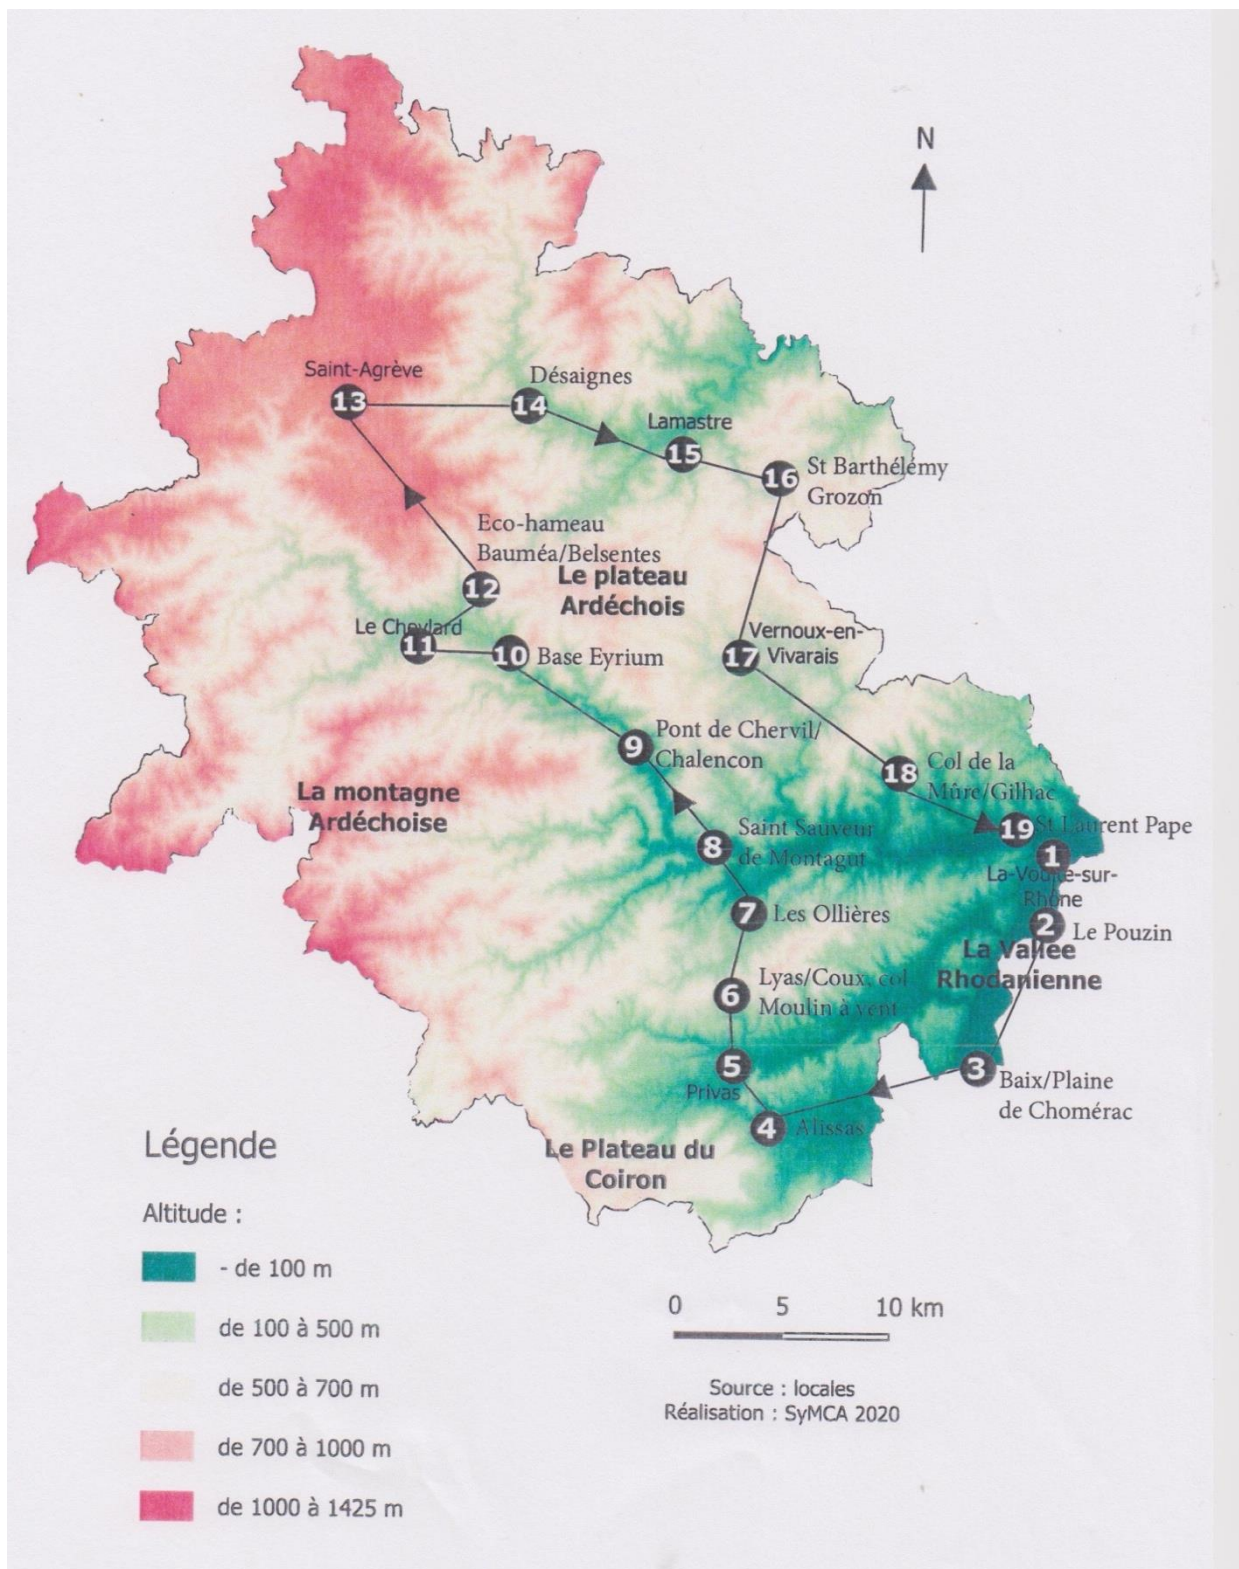 N
Saint-Agrève
13
Désaignes
14
Lamastre
15
16
St Barthélémy
Grozon
Eco-hameau
Bauméa/Belsentes
12
Le plateau
Ardéchois
Le Cheylard
11
10
Base Eyrium
Vernoux-en-
17
Vivarais
9
Pont de Chervil/
Chalencon
18
Col de la
Mûre/Gilhac
La montagne
Ardéchoise
8
Saint Sauveur
de Montagut
19
St Laurent Pape
1
La-Voulte-sur-
Rhône
7
Les Ollières
2
Le Pouzin
La Vallée
Rhodanienne
6
Lyas/Coux, col
Moulin à vent
5
Privas
3
Baix/Plaine
de Chomérac
4
Alissas
Le Plateau du
Coiron
Légende
Altitude :
- de 100 m
de 100 à 500 m
de 500 à 700 m
de 700 à 1000 m
de 1000 à 1425 m
0 5 10 km
Source : locales
Réalisation : SyMCA 2020